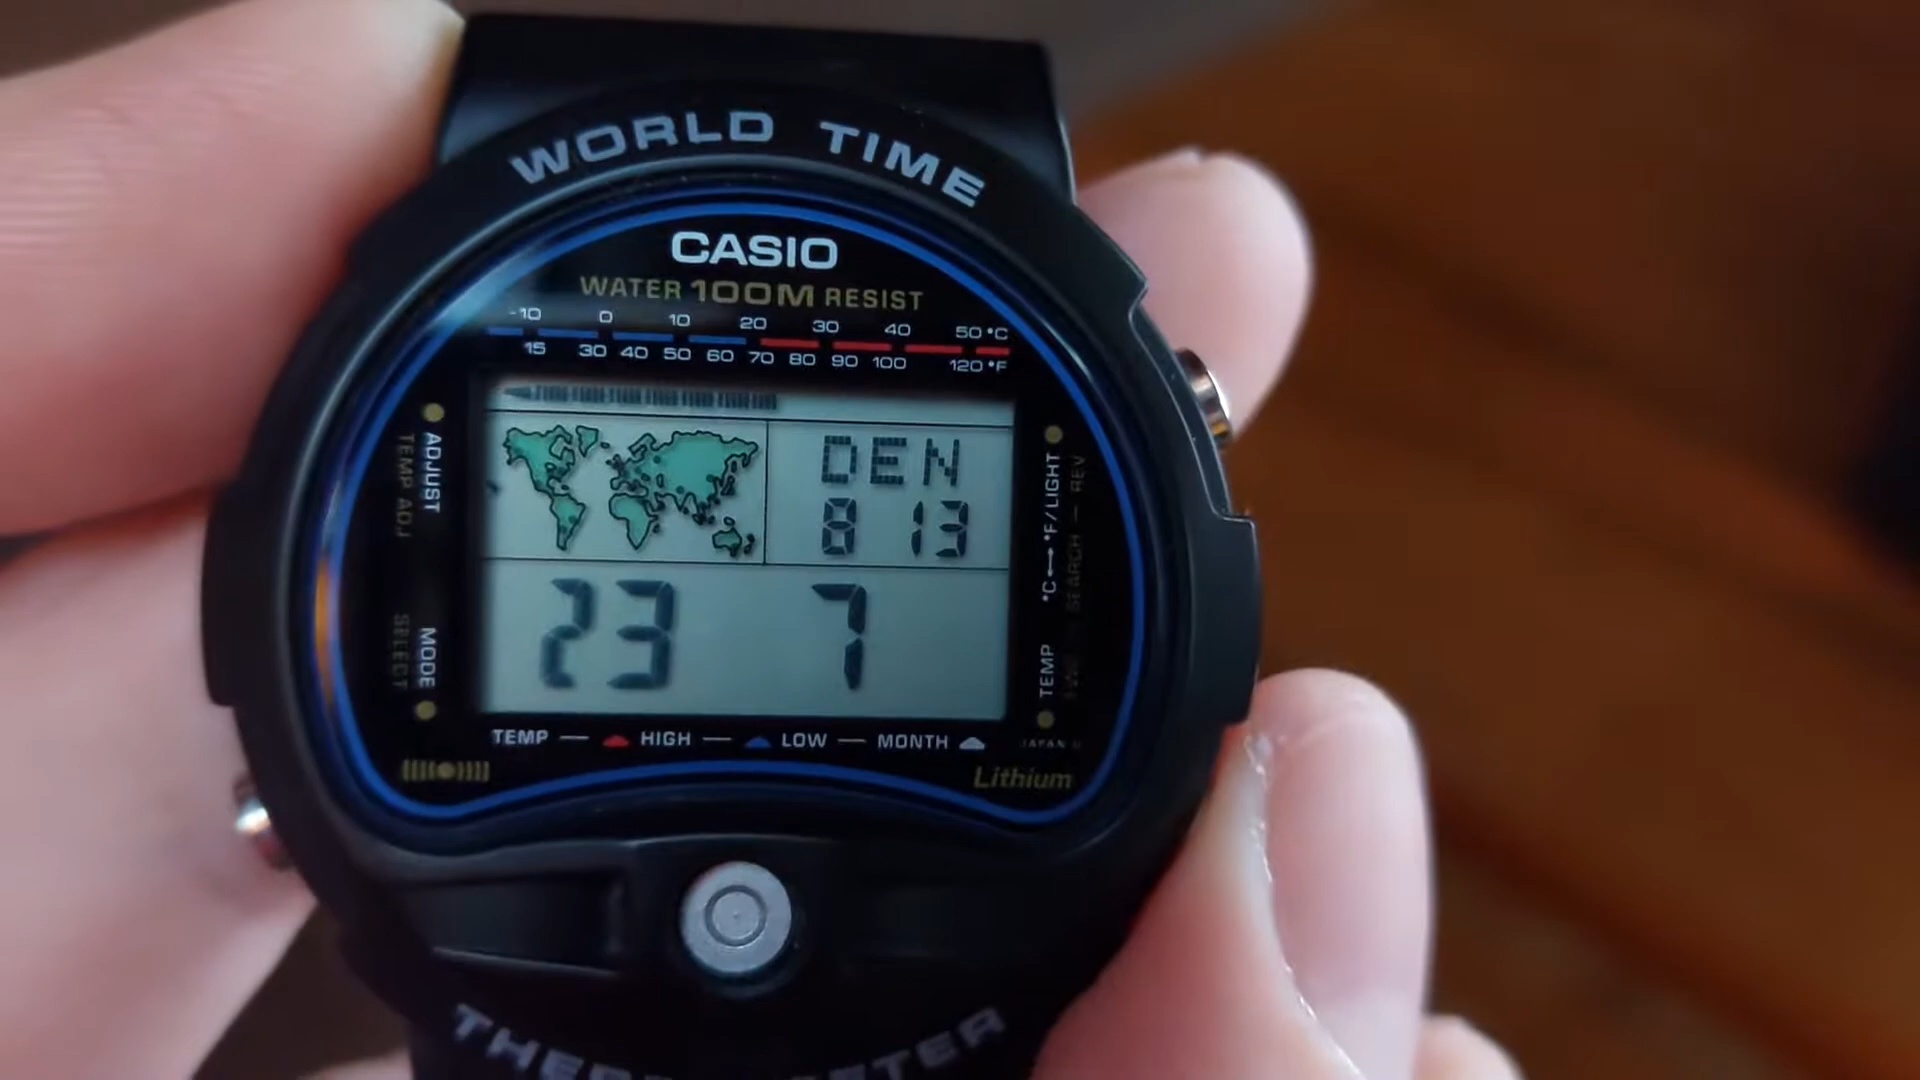 WORLD TIME
CASIO
WATER 100M RESIST
-10 0 10 20 30 40 50 °C
15 30 40 50 60 70 80 90 100 120 °F
DEN
8 13
23 7
ADJUST
TEMP ADJ
MODE
SELECT
°C↔°F/LIGHT
SEARCH — REV
TEMP
TEMP — HIGH — LOW — MONTH
JAPAN
Lithium